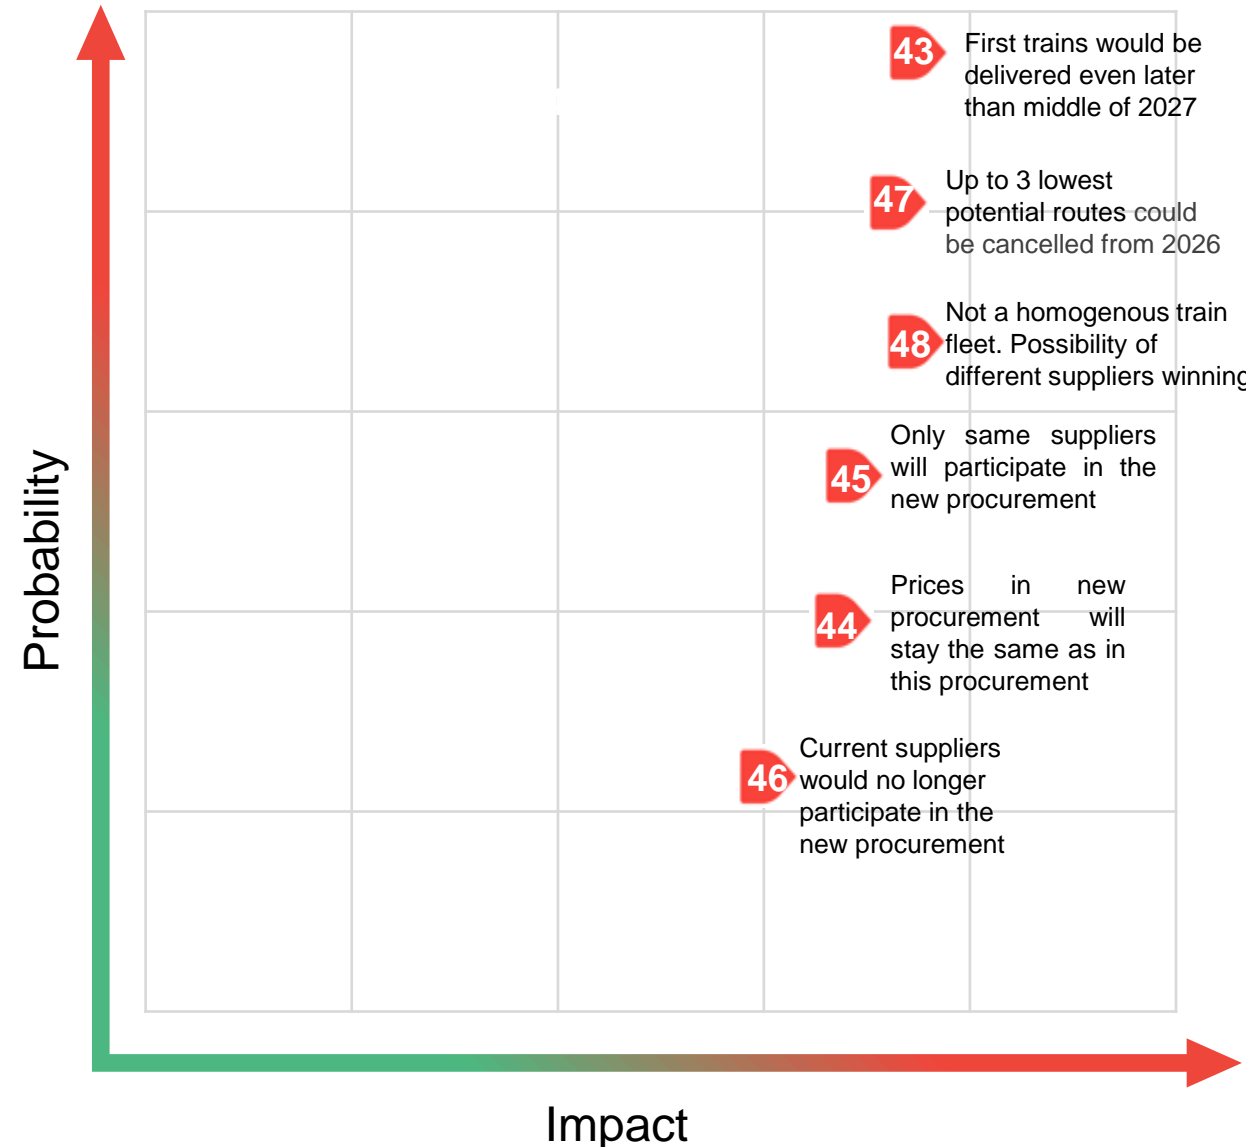 43
First trains would be
delivered even later
than middle of 2027
47
Up to 3 lowest
potential routes could
be cancelled from 2026
48
Not a homogenous train
fleet. Possibility of
different suppliers winning
45
Only same suppliers
will participate in the
new procurement
44
Prices in new
procurement will
stay the same as in
this procurement
46
Current suppliers
would no longer
participate in the
new procurement
Probability
Impact